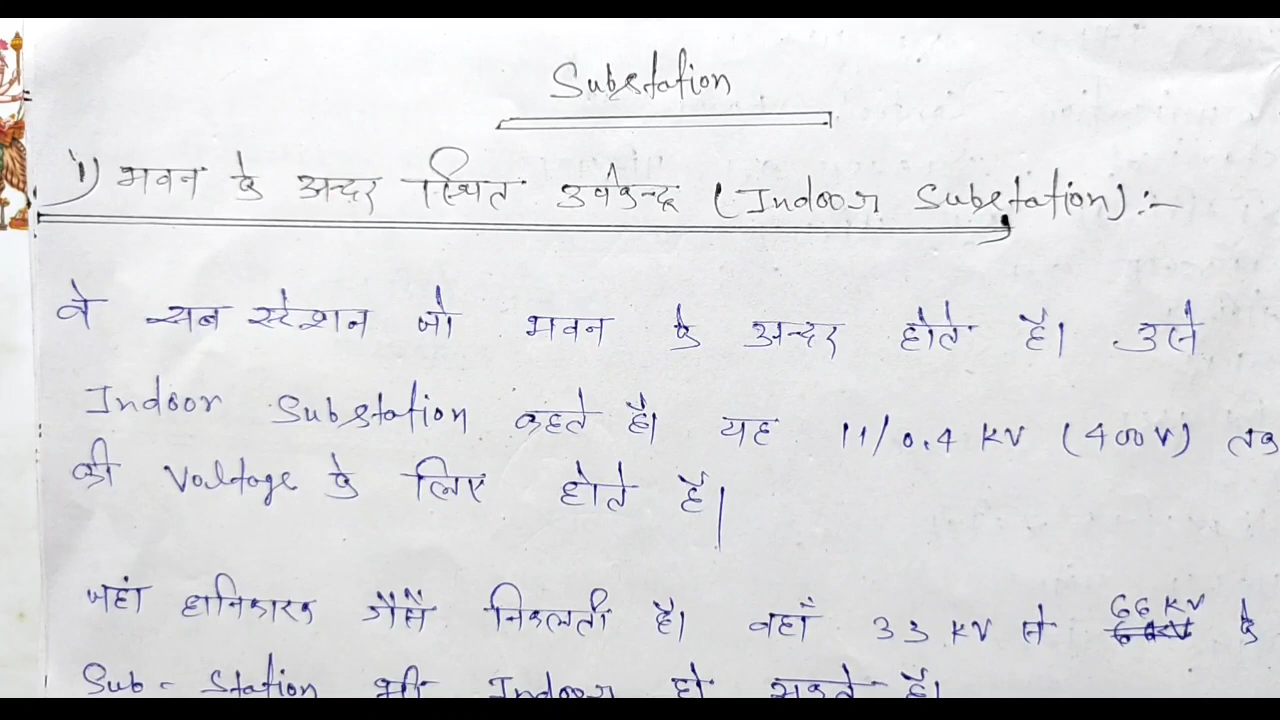 Substation
1) भवन के अन्दर स्थित उपकेन्द्र (Indoor Substation) :-
वे सब स्टेशन जो भवन के अन्दर होते है। उसे
Indoor Substation कहते है। यह 11/0.4 KV (400V) तक
की Voltage के लिए होते है।
जहां हानिकारक गैसें निकलती है। वहाँ 33 KV से 66 KV के
Sub-Station भी Indoor हो सकते है।